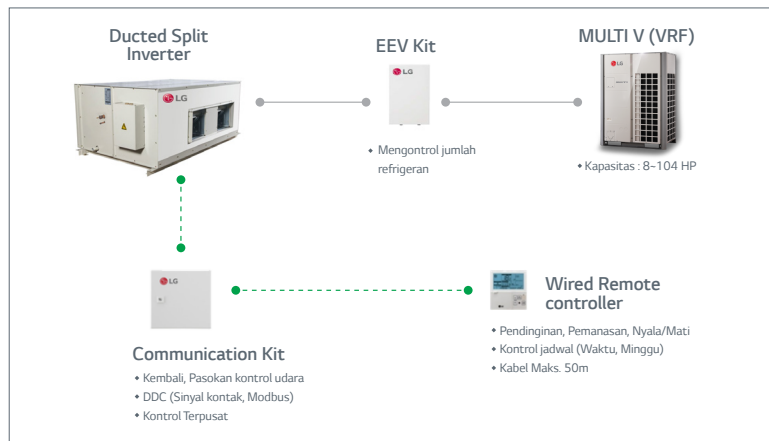 Ducted Split
Inverter
EEV Kit
MULTI V (VRF)
LG
LG
LG
• Mengontrol jumlah
refrigeran
• Kapasitas : 8~104 HP
LG
Communication Kit
• Kembali, Pasokan kontrol udara
• DDC (Sinyal kontak, Modbus)
• Kontrol Terpusat
Wired Remote
controller
• Pendinginan, Pemanasan, Nyala/Mati
• Kontrol jadwal (Waktu, Minggu)
• Kabel Maks. 50m